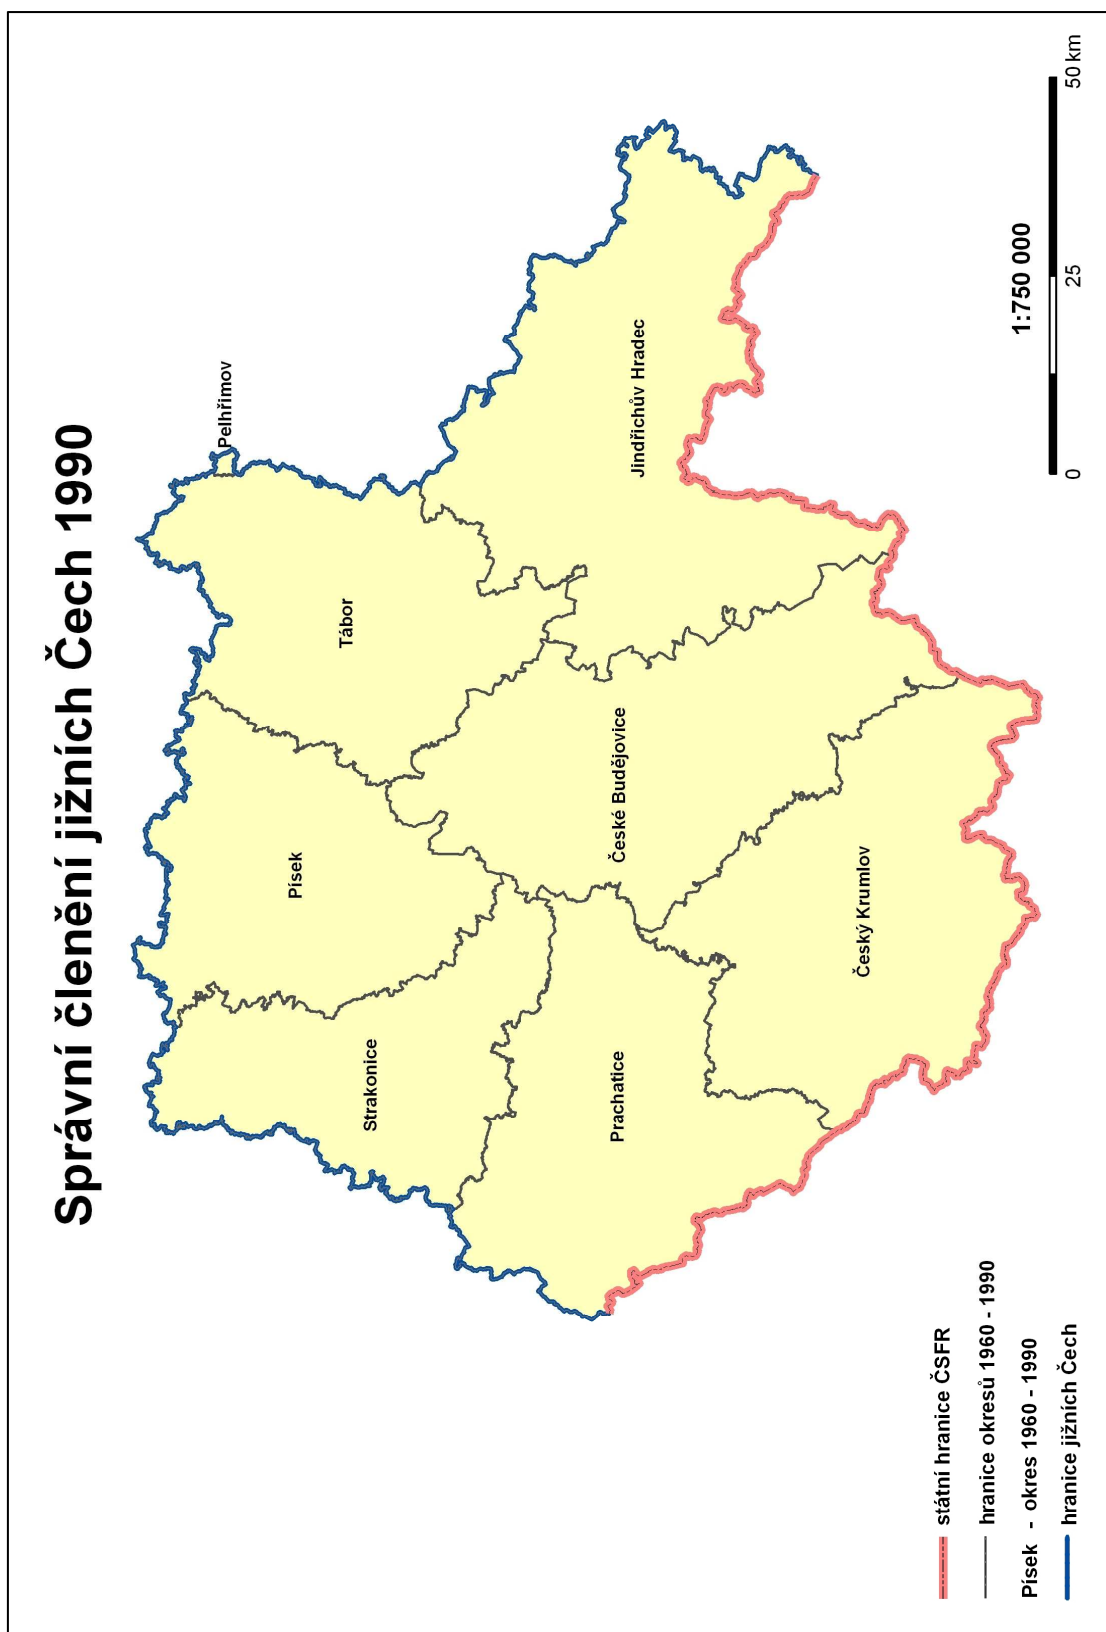 Správní členění jižních Čech 1990
Pelhřimov
Tábor
Písek
Strakonice
Jindřichův Hradec
České Budějovice
Prachatice
Český Krumlov
státní hranice ČSFR
hranice okresů 1960 - 1990
Písek - okres 1960 - 1990
hranice jižních Čech
1:750 000
0 25 50 km